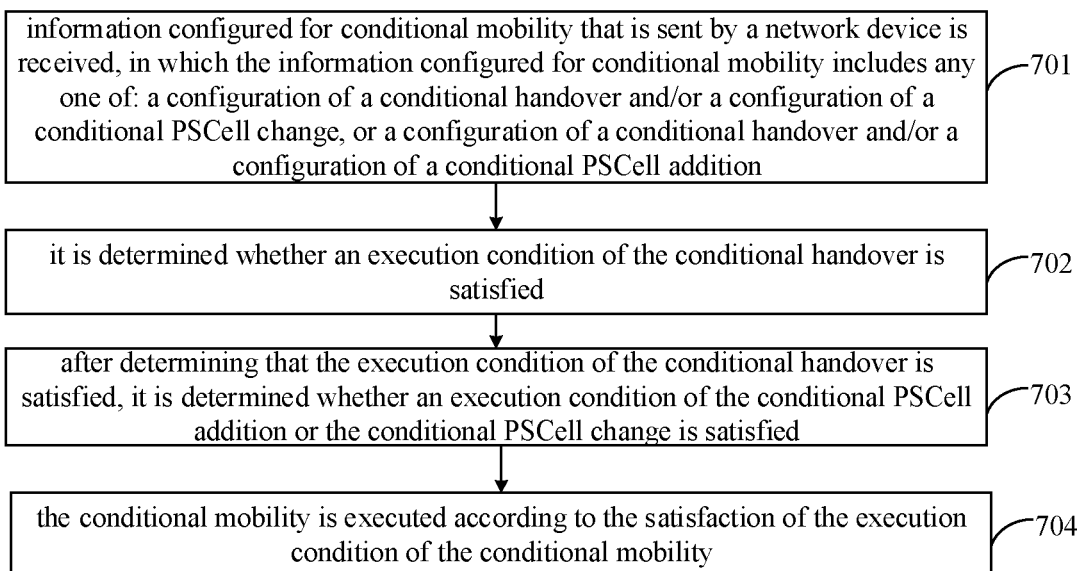 information configured for conditional mobility that is sent by a network device is
received, in which the information configured for conditional mobility includes any
one of: a configuration of a conditional handover and/or a configuration of a
conditional PSCell change, or a configuration of a conditional handover and/or a
configuration of a conditional PSCell addition
701
it is determined whether an execution condition of the conditional handover is
satisfied
702
after determining that the execution condition of the conditional handover is
satisfied, it is determined whether an execution condition of the conditional PSCell
addition or the conditional PSCell change is satisfied
703
the conditional mobility is executed according to the satisfaction of the execution
condition of the conditional mobility
704